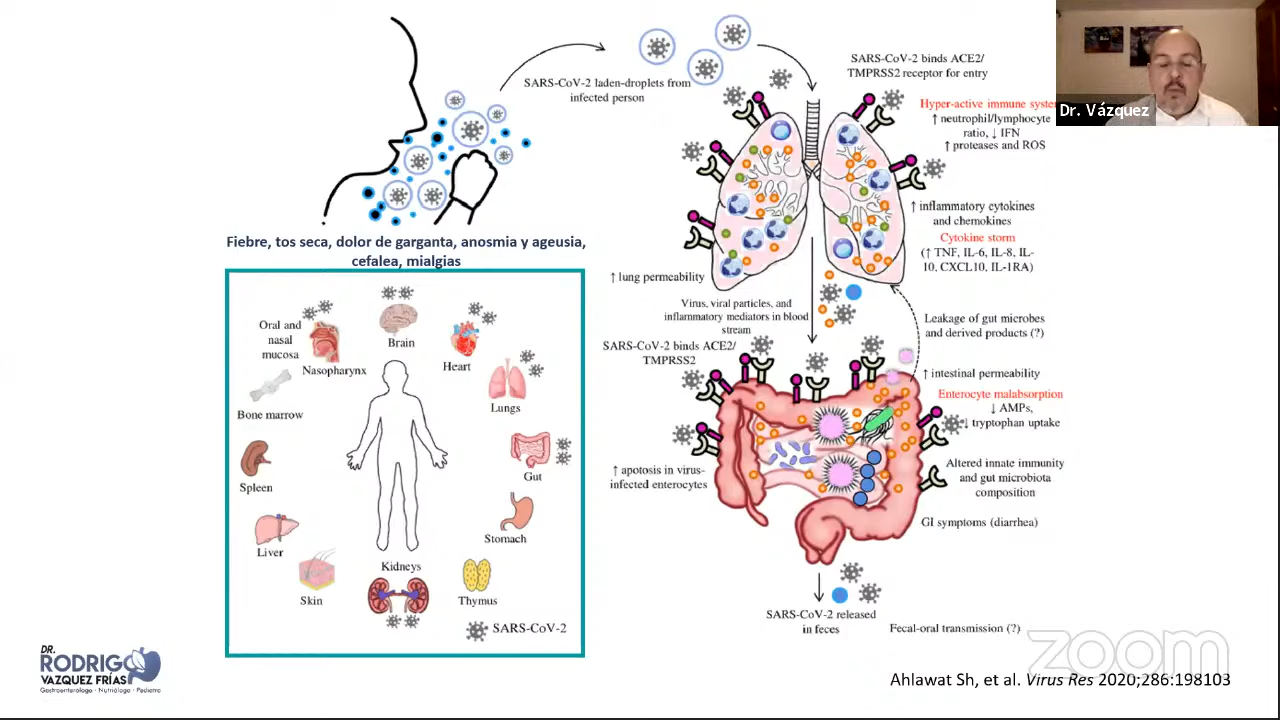 SARS-CoV-2 laden-droplets from
infected person
SARS-CoV-2 binds ACE2/
TMPRSS2 receptor for entry
Dr. Vázquez
Hyper-active immune syste
↑ neutrophil/lymphocyte
ratio, ↓ IFN
↑ proteases and ROS
↑ inflammatory cytokines
and chemokines
Cytokine storm
(↑ TNF, IL-6, IL-8, IL-
10, CXCL10, IL-1RA)
Fiebre, tos seca, dolor de garganta, anosmia y ageusia,
cefalea, mialgias
↑ lung permeability
Virus, viral particles, and
inflammatory mediators in blood
stream
SARS-CoV-2 binds ACE2/
TMPRSS2
Leakage of gut microbes
and derived products (?)
↑ intestinal permeability
Enterocyte malabsorption
↓ AMPs,
↓ tryptophan uptake
↑ apotosis in virus-
infected enterocytes
Altered innate immunity
and gut microbiota
composition
GI symptoms (diarrhea)
SARS-CoV-2 released
in feces
Fecal-oral transmission (?)
Oral and
nasal
mucosa
Nasopharynx
Brain
Heart
Lungs
Bone marrow
Gut
Spleen
Stomach
Liver
Kidneys
Skin
Thymus
SARS-CoV-2
DR.
RODRIGO
VAZQUEZ FRÍAS
Gastroenterólogo · Nutriólogo · Pediatra
zoom
Ahlawat Sh, et al. Virus Res 2020;286:198103